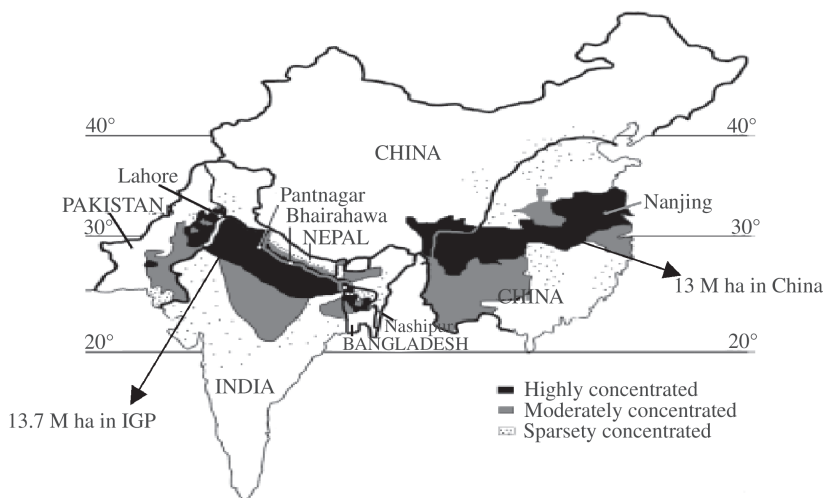 40°
40°
CHINA
Lahore
Pantnagar
PAKISTAN
Bhairahawa
Nanjing
30°
NEPAL
30°
13 M ha in China
CHINA
Nashipur
BANGLADESH
20°
20°
INDIA
Highly concentrated
Moderately concentrated
13.7 M ha in IGP
Sparsety concentrated